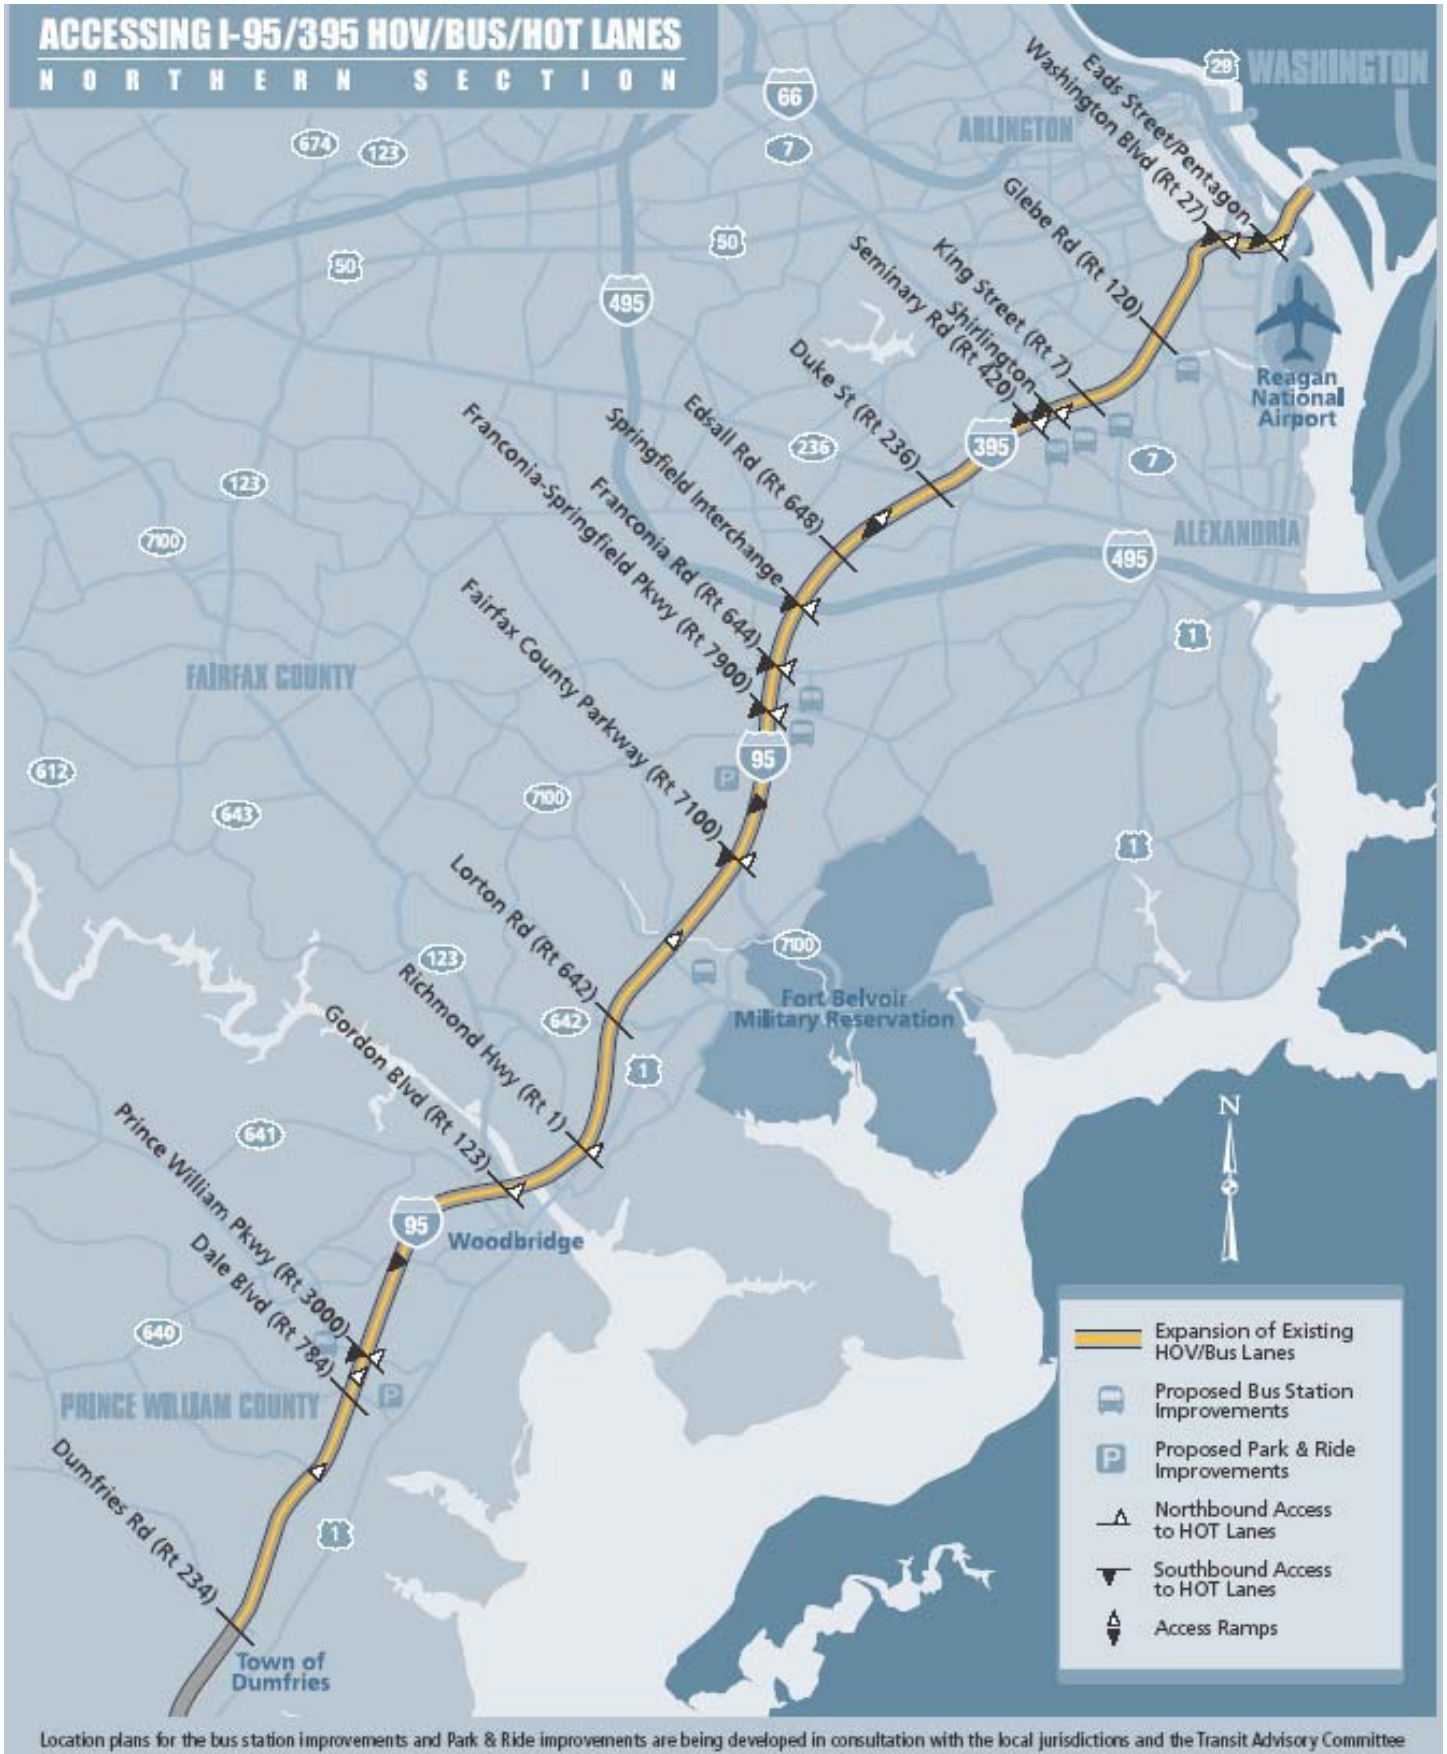 ACCESSING I-95/395 HOV/BUS/HOT LANES
NORTHERN SECTION
29
WASHINGTON
66
Eads Street/Pentagon
Washington Blvd (Rt 27)
ARLINGTON
674
123
7
Glebe Rd (Rt 120)
50
50
King Street (Rt 7)
Shirlington
Seminary Rd (Rt 420)
495
Duke St (Rt 236)
Reagan
National
Airport
Edsall Rd (Rt 648)
Springfield Interchange
Franconia-Springfield Pkwy (Rt 7900)
236
395
7
123
Franconia Rd (Rt 644)
7100
ALEXANDRIA
495
Fairfax County Parkway (Rt 7100)
1
FAIRFAX COUNTY
95
612
7100
643
1
Lorton Rd (Rt 642)
123
7100
Richmond Hwy (Rt 1)
Fort Belvoir
Military Reservation
642
Gordon Blvd (Rt 123)
1
N
Prince William Pkwy (Rt 3000)
641
95
Woodbridge
Dale Blvd (Rt 784)
640
PRINCE WILLIAM COUNTY
P
P
Dumfries Rd (Rt 234)
1
Town of
Dumfries
Expansion of Existing
HOV/Bus Lanes
Proposed Bus Station
Improvements
P
Proposed Park & Ride
Improvements
Northbound Access
to HOT Lanes
Southbound Access
to HOT Lanes
Access Ramps
Location plans for the bus station improvements and Park & Ride improvements are being developed in consultation with the local jurisdictions and the Transit Advisory Committee